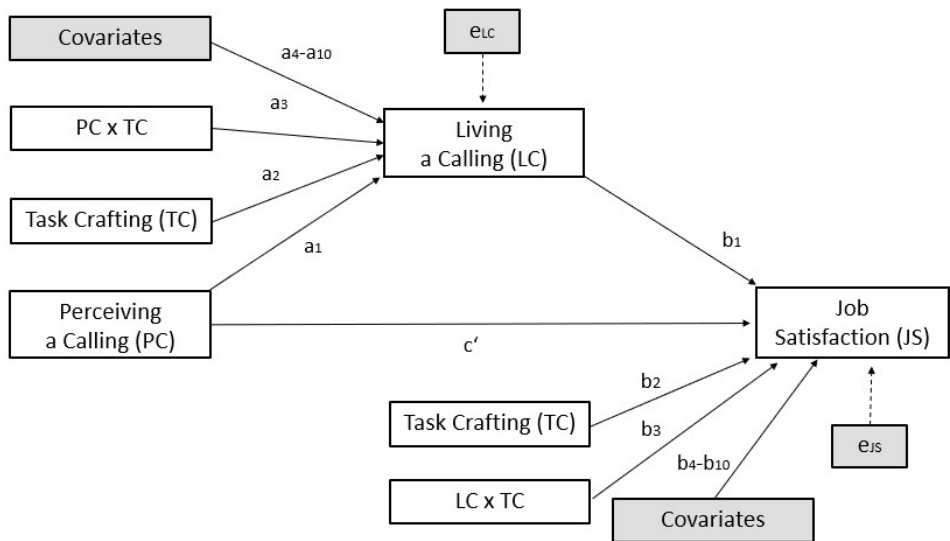 Covariates
a4-a10
eLC
PC x TC
a3
Living
a Calling (LC)
a2
Task Crafting (TC)
a1
b1
Perceiving
a Calling (PC)
Job
Satisfaction (JS)
c‘
b2
Task Crafting (TC)
b3
eJS
b4-b10
LC x TC
Covariates